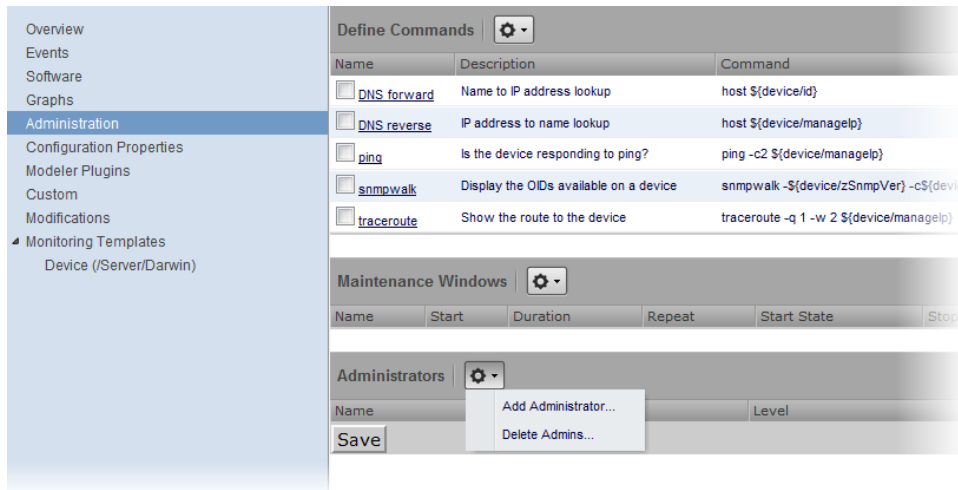 Overview
Events
Software
Graphs
Administration
Configuration Properties
Modeler Plugins
Custom
Modifications
Monitoring Templates
Device (/Server/Darwin)
Define Commands
Name Description Command
DNS forward Name to IP address lookup host ${device/id}
DNS reverse IP address to name lookup host ${device/manageIp}
ping Is the device responding to ping? ping -c2 ${device/manageIp}
snmpwalk Display the OIDs available on a device snmpwalk -${device/zSnmpVer} -c${devi
traceroute Show the route to the device traceroute -q 1 -w 2 ${device/manageIp}
Maintenance Windows
Name Start Duration Repeat Start State Stop
Administrators
Name Level
Add Administrator...
Delete Admins...
Save